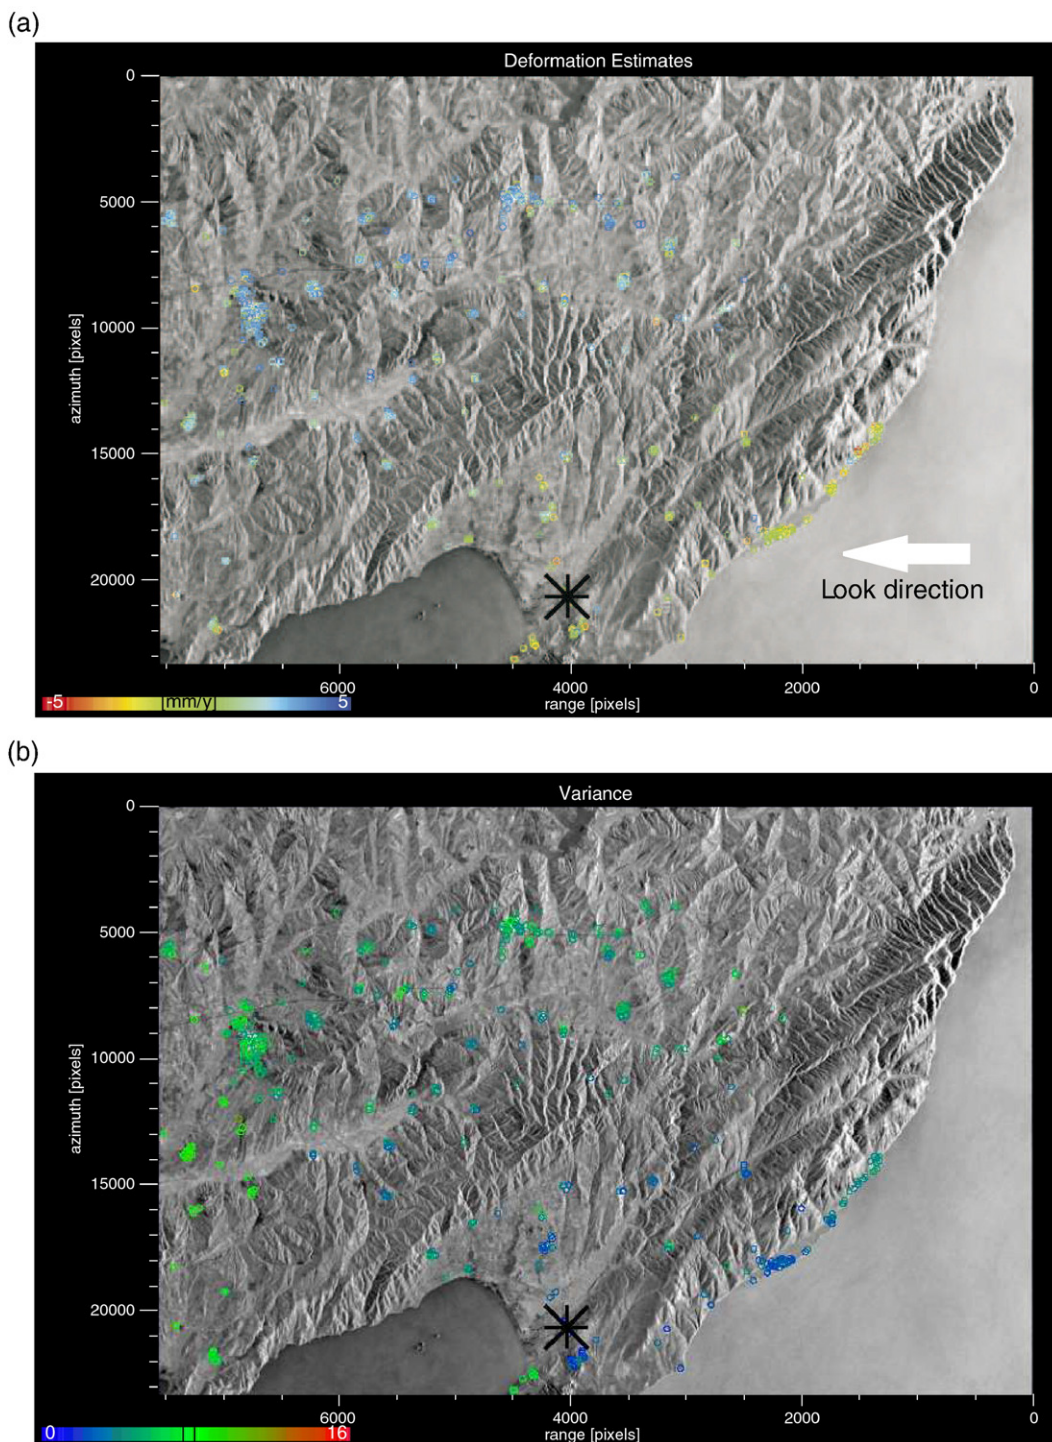 (a)
Deformation Estimates
0
5000
10000
15000
20000
azimuth [pixels]
Look direction
6000
4000
2000
0
range [pixels]
-5
[mm/y]
5
(b)
Variance
0
5000
10000
15000
20000
azimuth [pixels]
6000
4000
2000
0
range [pixels]
0
16